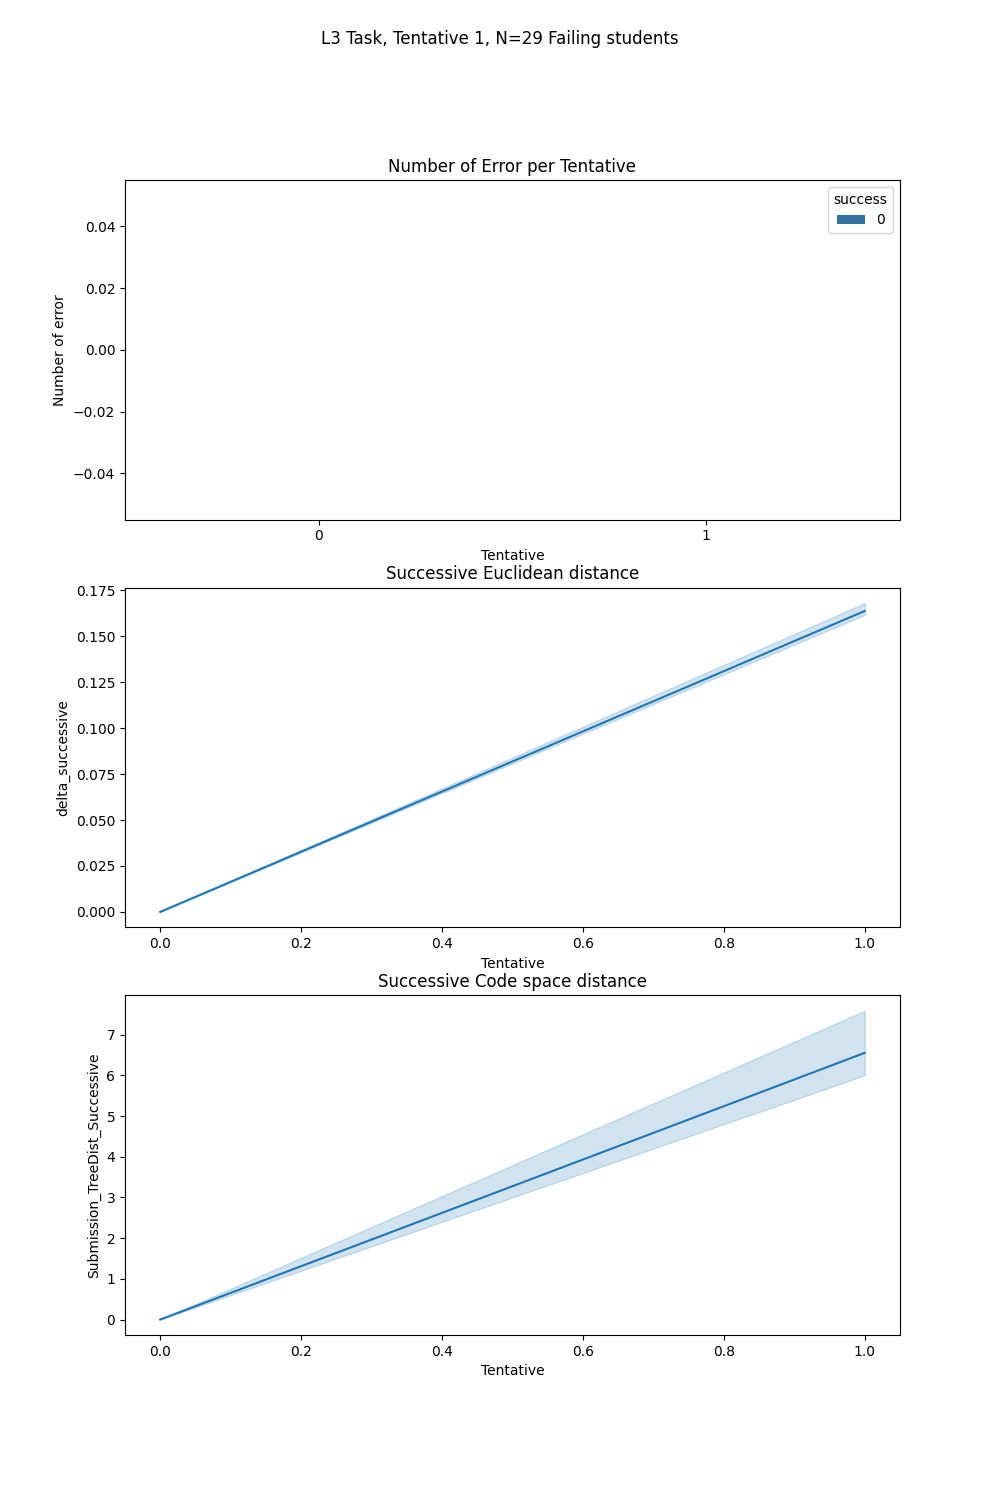 L3 Task, Tentative 1, N=29 Failing students
Number of Error per Tentative
success
0
0.04
0.02
0.00
−0.02
−0.04
Number of error
0 1
Tentative
Successive Euclidean distance
0.175
0.150
0.125
0.100
0.075
0.050
0.025
0.000
delta_successive
0.0 0.2 0.4 0.6 0.8 1.0
Tentative
Successive Code space distance
7
6
5
4
3
2
1
0
Submission_TreeDist_Successive
0.0 0.2 0.4 0.6 0.8 1.0
Tentative